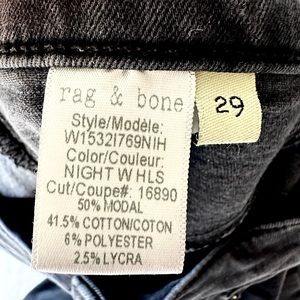 rag & bone
29
Style/Modèle:
W1532I769NIH
Color/Couleur:
NIGHT W HLS
Cut/Coupe#: 16890
50% MODAL
41.5% COTTON/COTON
6% POLYESTER
2.5% LYCRA